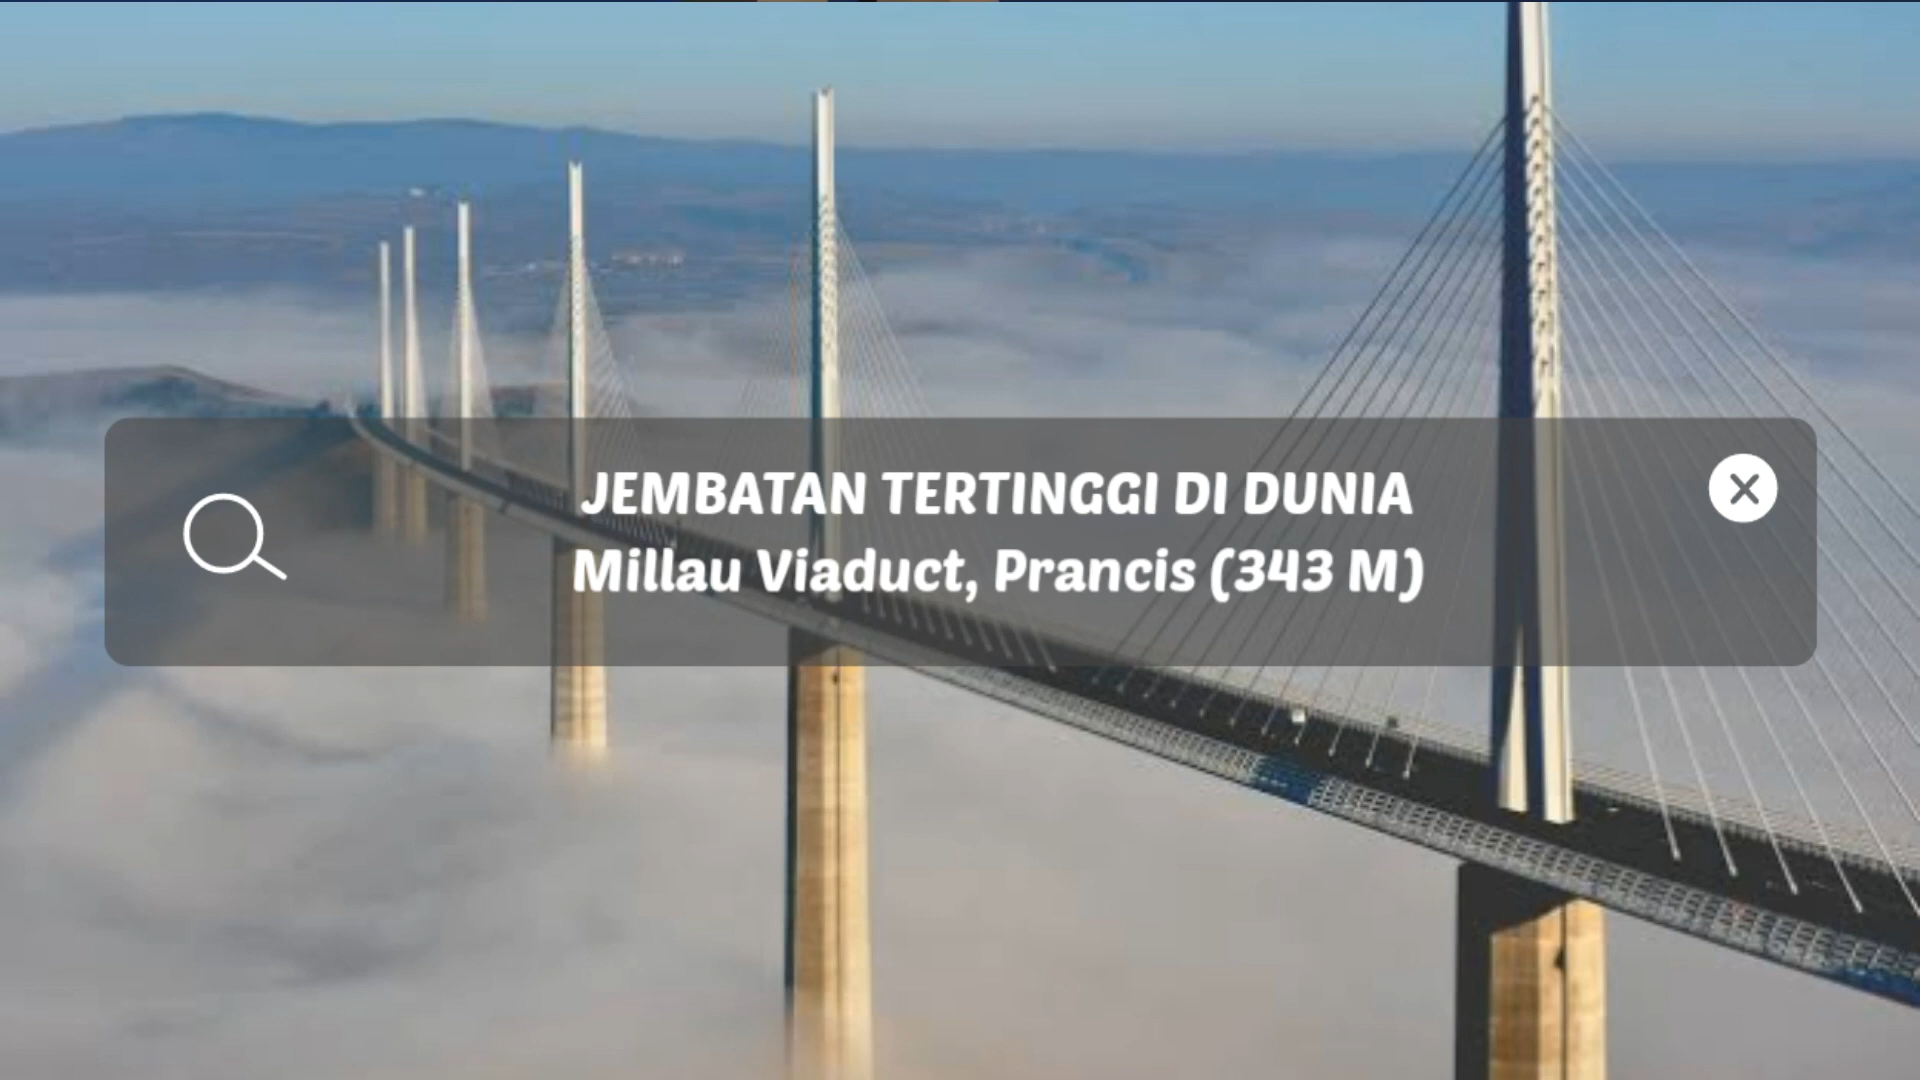 JEMBATAN TERTINGGI DI DUNIA
Millau Viaduct, Prancis (343 M)